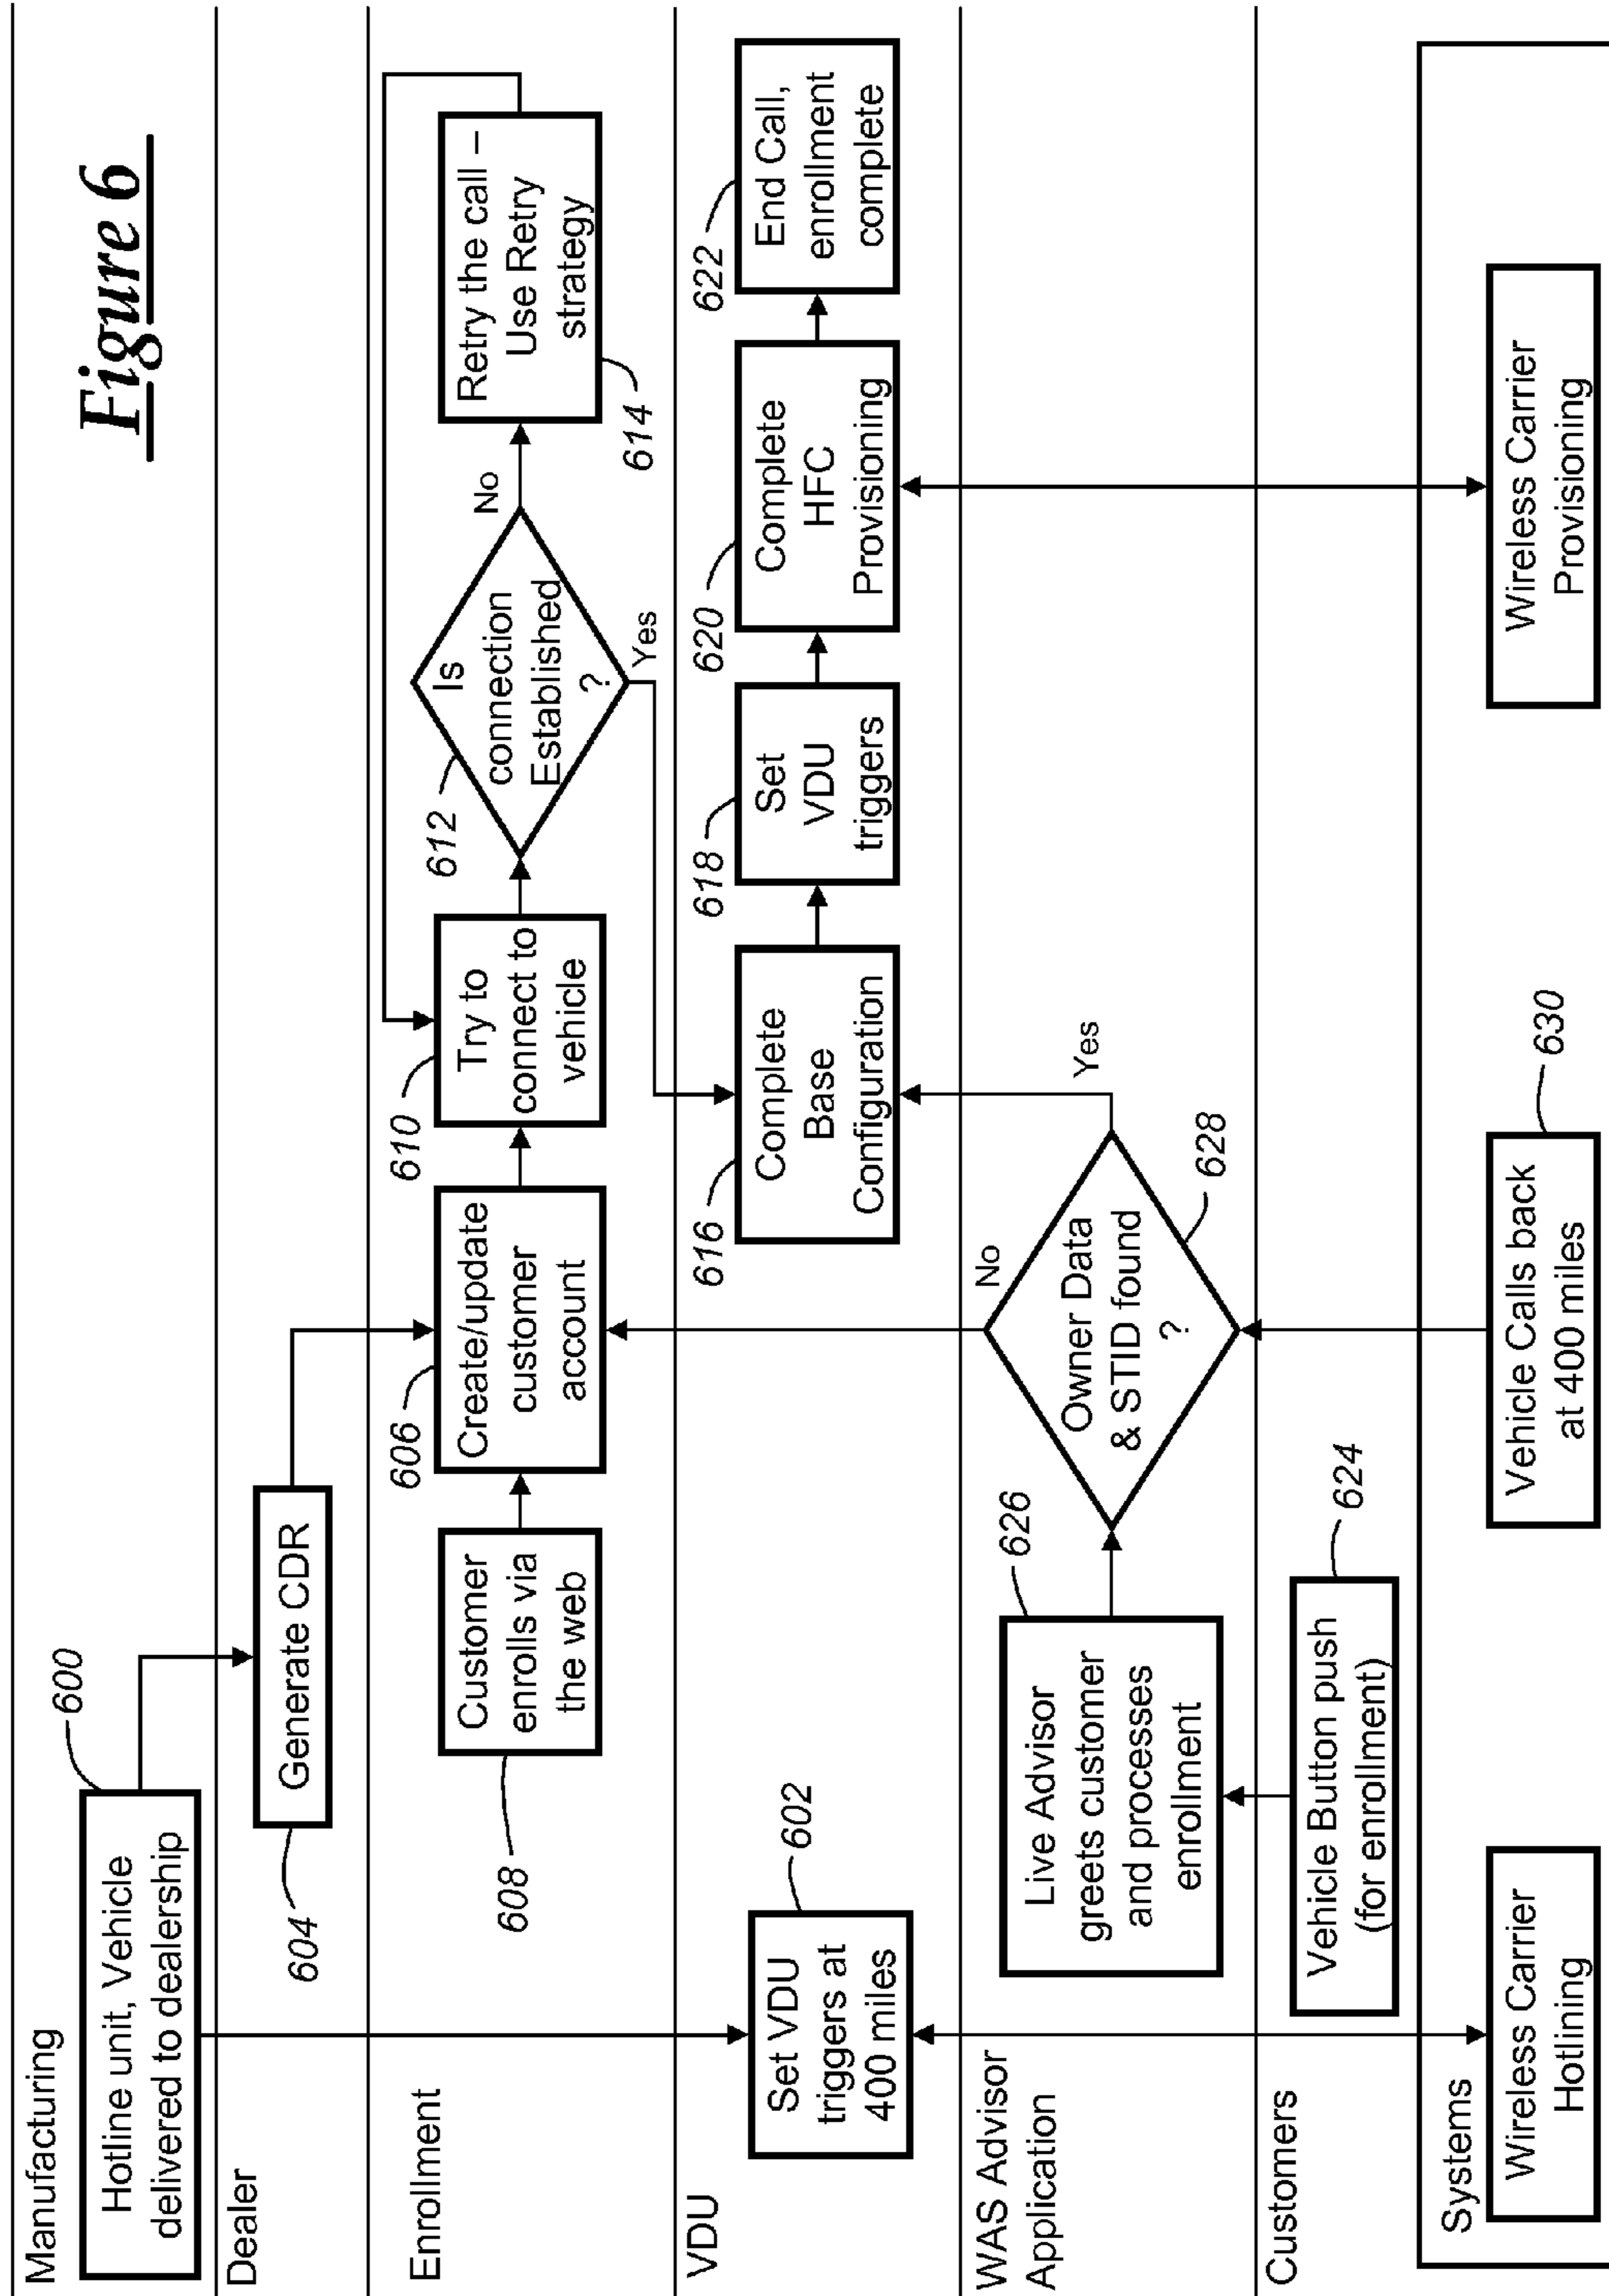 Figure 6
Manufacturing
Hotline unit, Vehicle
delivered to dealership
600
Dealer
Generate CDR
604
Enrollment
Customer
enrolls via
the web
608
Create/update
customer
account
606
Try to
connect to
vehicle
610
Is
connection
Established
?
612
No
Yes
Retry the call –
Use Retry
strategy
614
VDU
Set VDU
triggers at
400 miles
602
Complete
Base
Configuration
616
Set
VDU
triggers
618
Complete
HFC
Provisioning
620
End Call,
enrollment
complete
622
WAS Advisor
Application
Live Advisor
greets customer
and processes
enrollment
626
Owner Data
& STID found
?
628
No
Yes
Customers
Vehicle Button push
(for enrollment)
624
Systems
Wireless Carrier
Hotlining
Vehicle Calls back
at 400 miles
630
Wireless Carrier
Provisioning